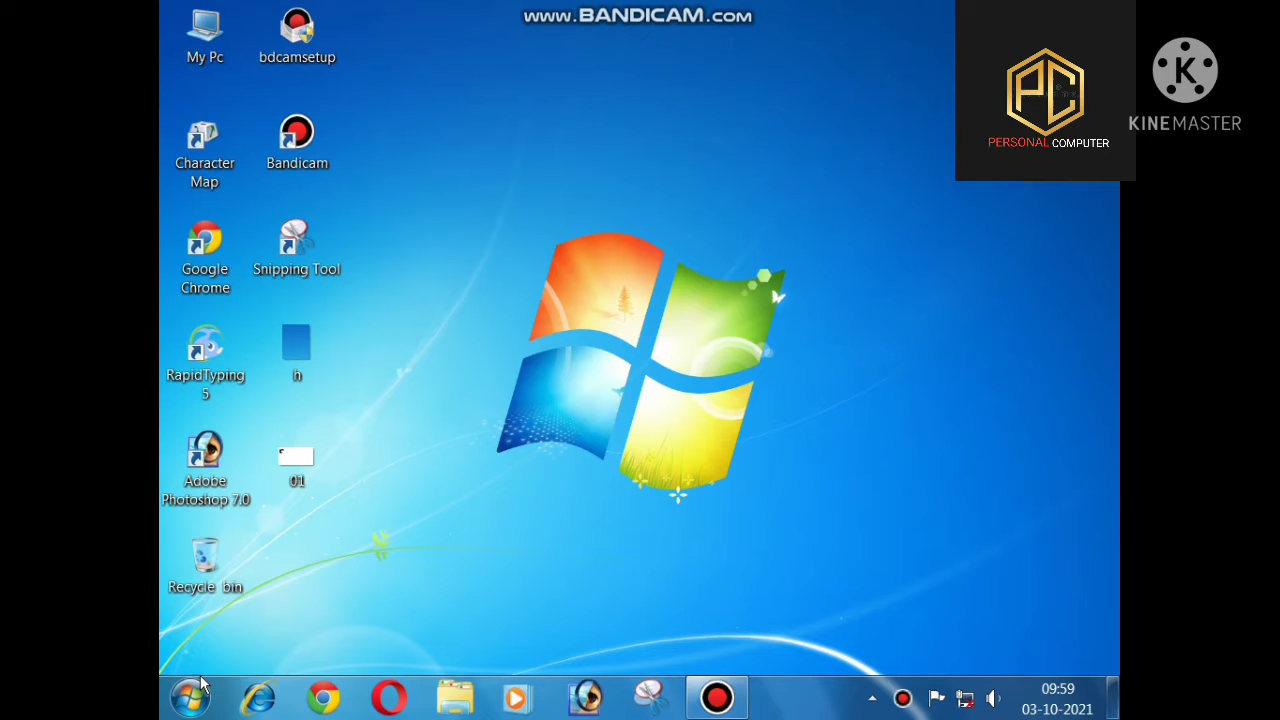 www.BANDICAM.com
My Pc
bdcamsetup
PC
PERSONAL COMPUTER
K
KINEMASTER
Character
Map
Bandicam
Google
Chrome
Snipping Tool
RapidTyping
5
h
Adobe
Photoshop 7.0
01
Recycle bin
09:59
03-10-2021